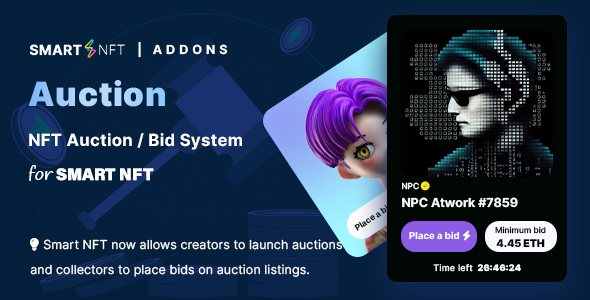 SMART NFT | ADDONS
Auction
NFT Auction / Bid System
for SMART NFT
Smart NFT now allows creators to launch auctions
and collectors to place bids on auction listings.
Place a bid
NPC
NPC Atwork #7859
Place a bid
Minimum bid
4.45 ETH
Time left 26:46:24